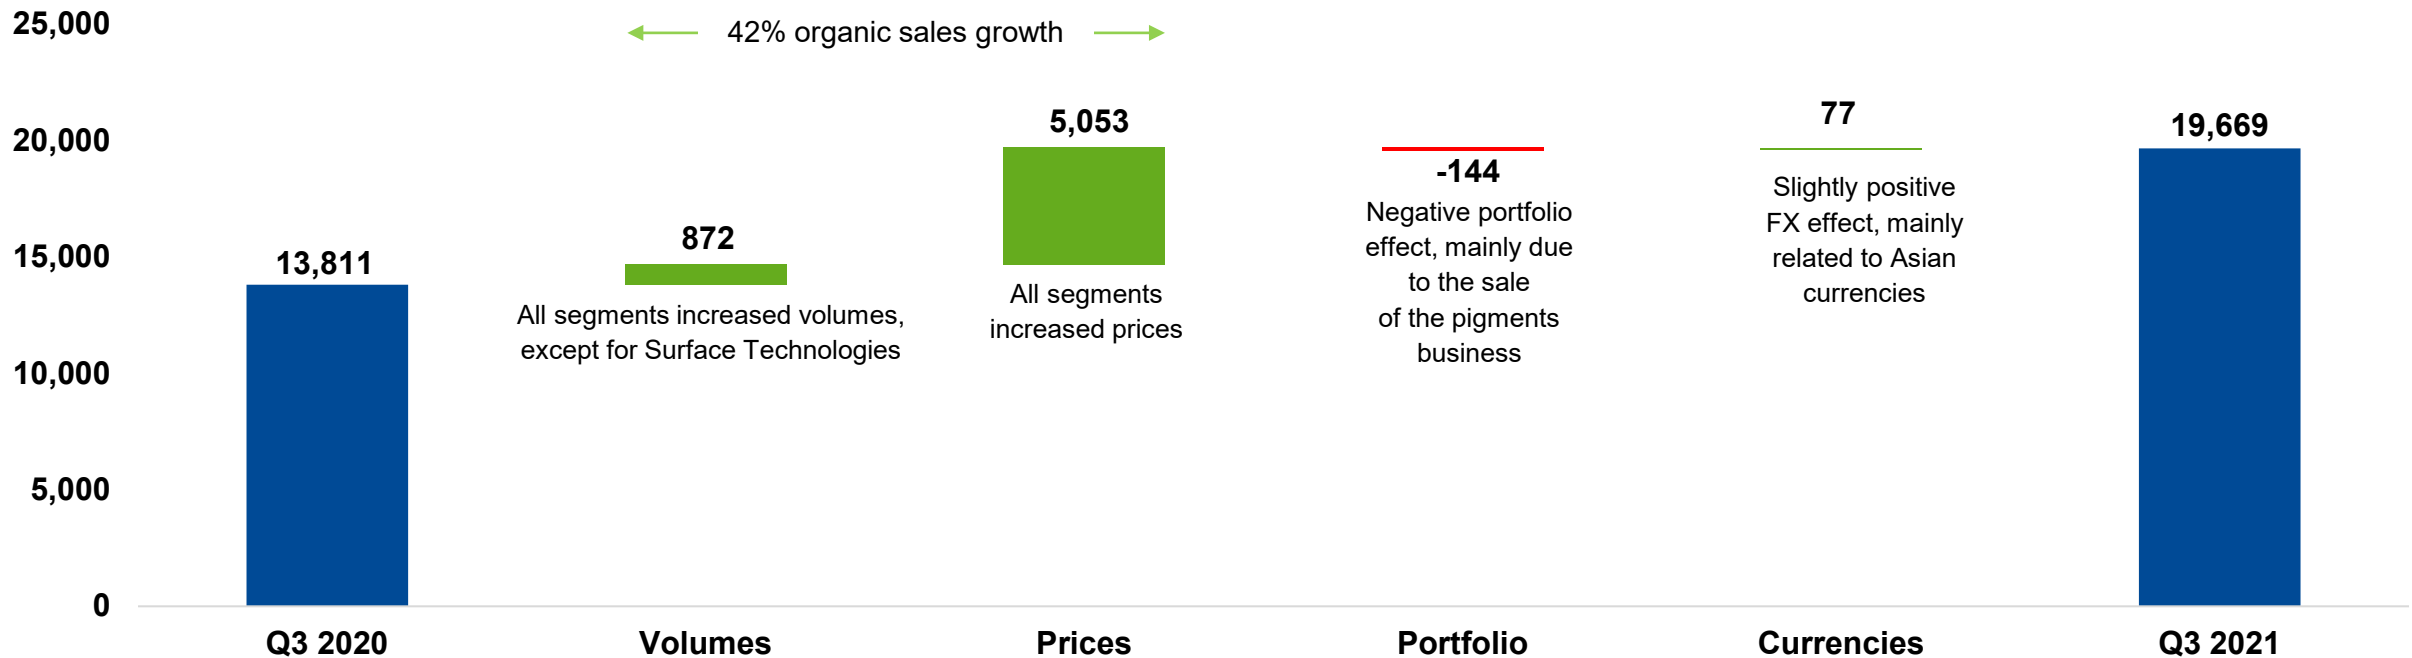 42% organic sales growth
25,000
20,000
15,000
10,000
5,000
0
13,811
872
All segments increased volumes,
except for Surface Technologies
5,053
All segments
increased prices
-144
Negative portfolio
effect, mainly due
to the sale
of the pigments
business
77
Slightly positive
FX effect, mainly
related to Asian
currencies
19,669
Q3 2020
Volumes
Prices
Portfolio
Currencies
Q3 2021